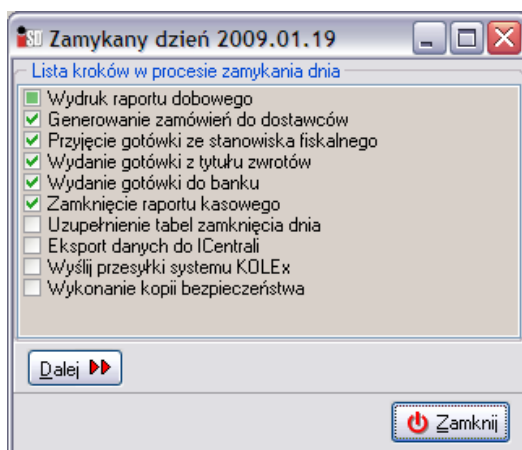 iSD Zamykany dzień 2009.01.19
Lista kroków w procesie zamykania dnia
Wydruk raportu dobowego
Generowanie zamówień do dostawców
Przyjęcie gotówki ze stanowiska fiskalnego
Wydanie gotówki z tytułu zwrotów
Wydanie gotówki do banku
Zamknięcie raportu kasowego
Uzupełnienie tabel zamknięcia dnia
Eksport danych do ICentrali
Wyślij przesyłki systemu KOLEx
Wykonanie kopii bezpieczeństwa
Dalej
Zamknij